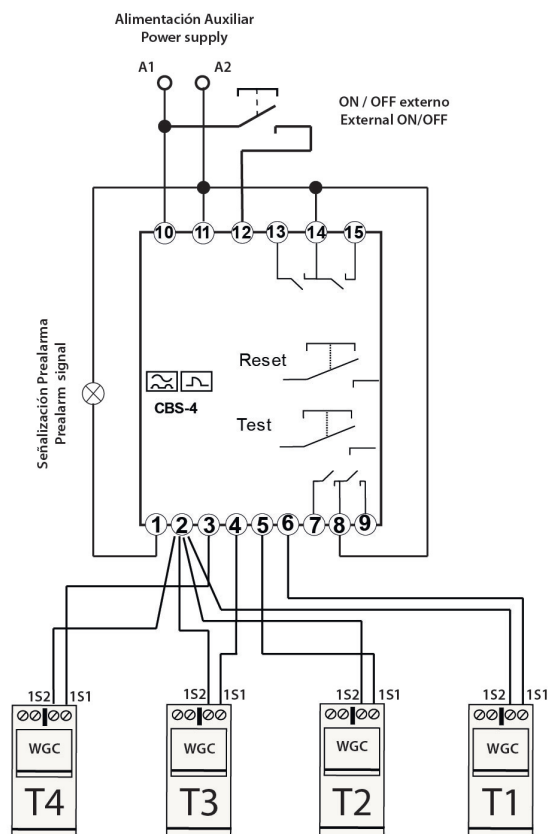 Alimentación Auxiliar
Power supply
A1 A2
ON / OFF externo
External ON/OFF
10 11 12 13 14 15
Señalización Prealarma
Prealarm signal
Reset
CBS-4
Test
1 2 3 4 5 6 7 8 9
1S2 1S1 1S2 1S1 1S2 1S1 1S2 1S1
WGC WGC WGC WGC
T4 T3 T2 T1